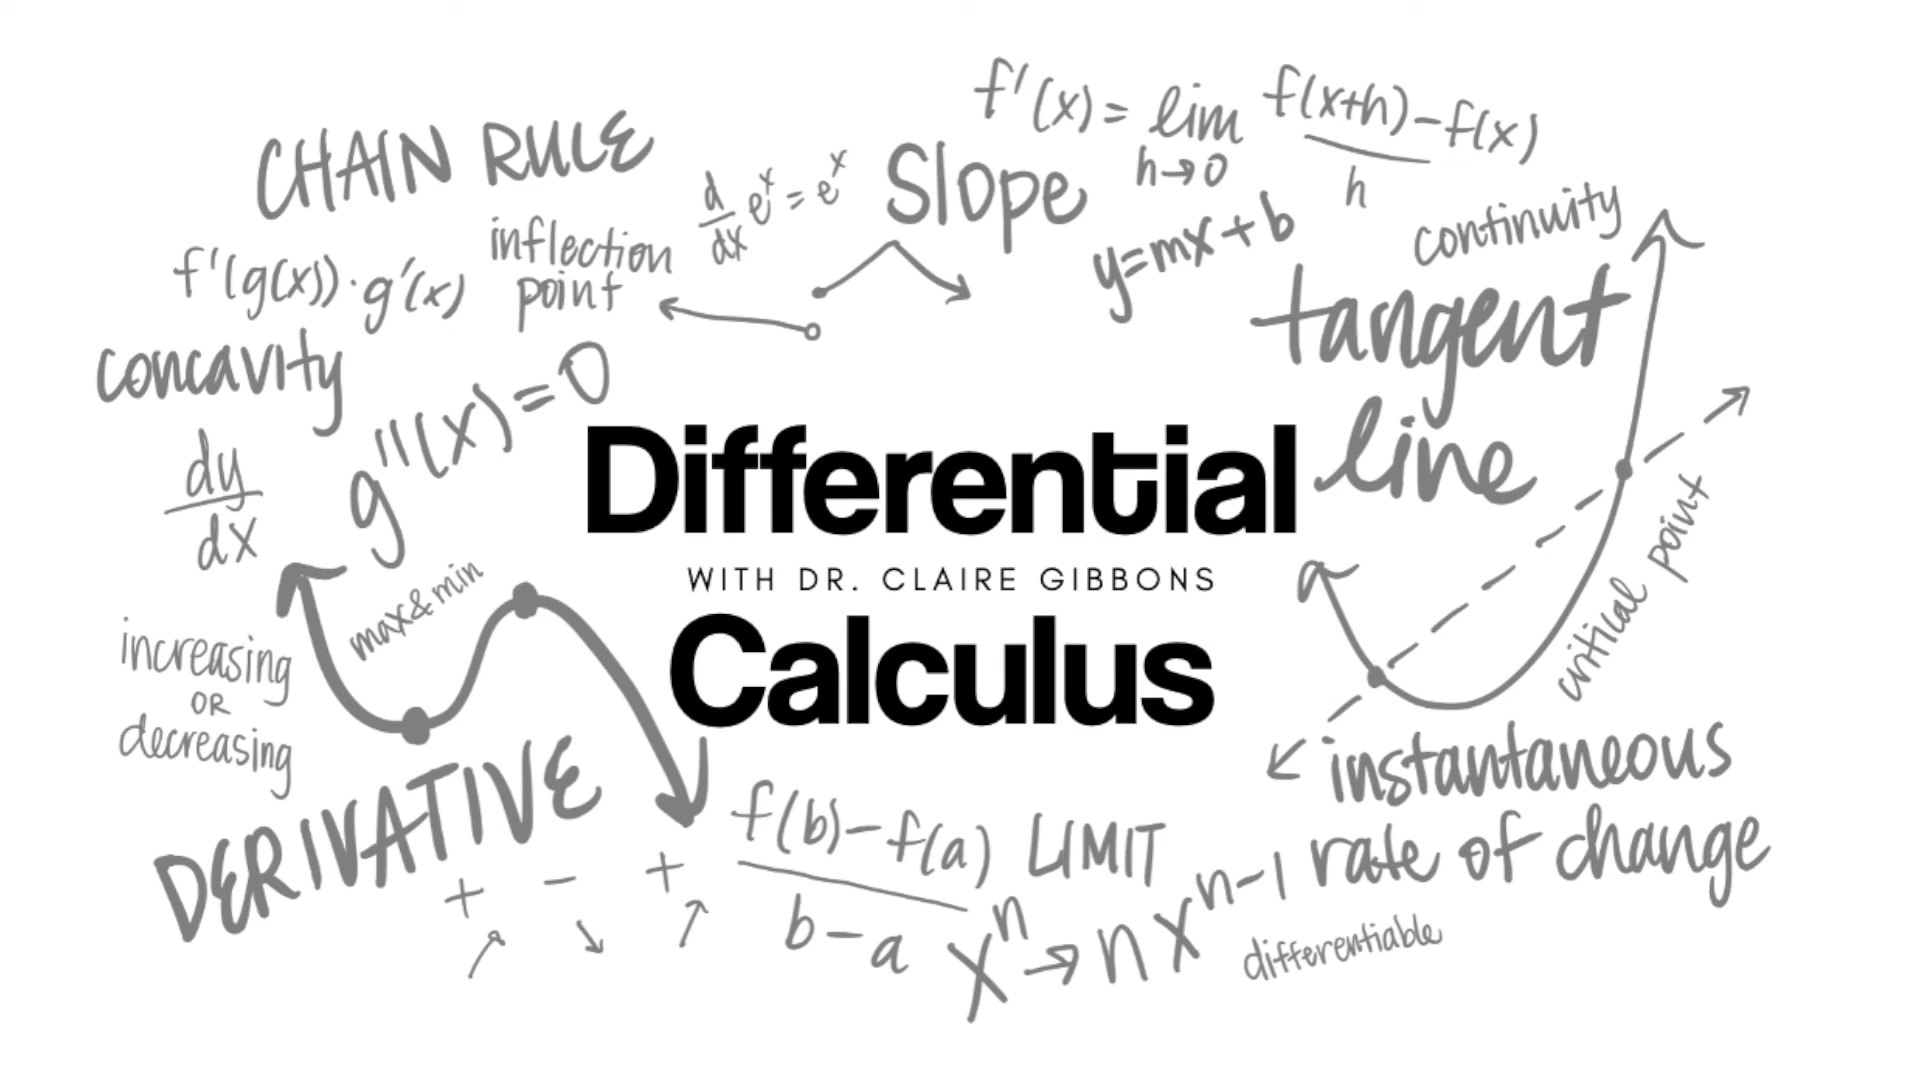 f'(x) = lim h→0 f(x+h) - f(x) / h
CHAIN RULE
d/dx e^x = e^x
Slope
y=mx+b
continuity
f'(g(x))·g'(x)
inflection
point
tangent
line
concavity
g''(x)=0
dy/dx
Differential
WITH DR. CLAIRE GIBBONS
Calculus
max&min
critical point
increasing
OR
decreasing
DERIVATIVE
+ - +
f(b)-f(a) / b-a
LIMIT
x^n → nx^n-1
instantaneous
rate of change
differentiable